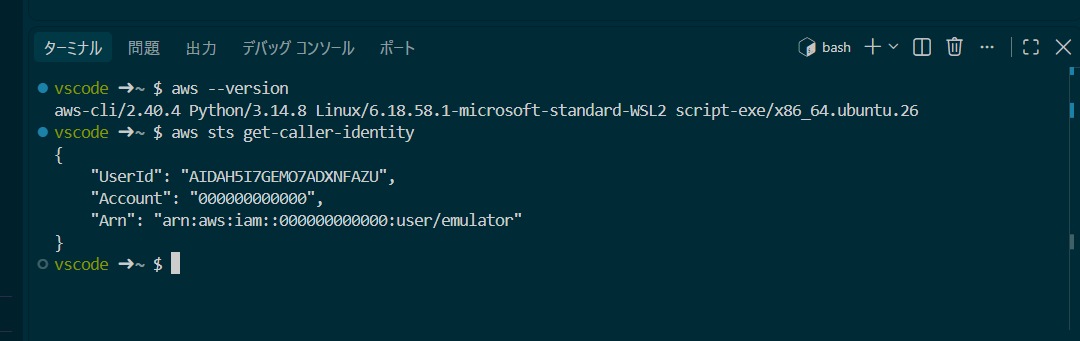 ターミナル 問題 出力 デバッグ コンソール ポート bash
vscode ➜~ $ aws --version
aws-cli/2.40.4 Python/3.14.8 Linux/6.18.58.1-microsoft-standard-WSL2 script-exe/x86_64.ubuntu.26
vscode ➜~ $ aws sts get-caller-identity
{
    "UserId": "AIDAH5I7GEMO7ADXNFAZU",
    "Account": "000000000000",
    "Arn": "arn:aws:iam::000000000000:user/emulator"
}
vscode ➜~ $